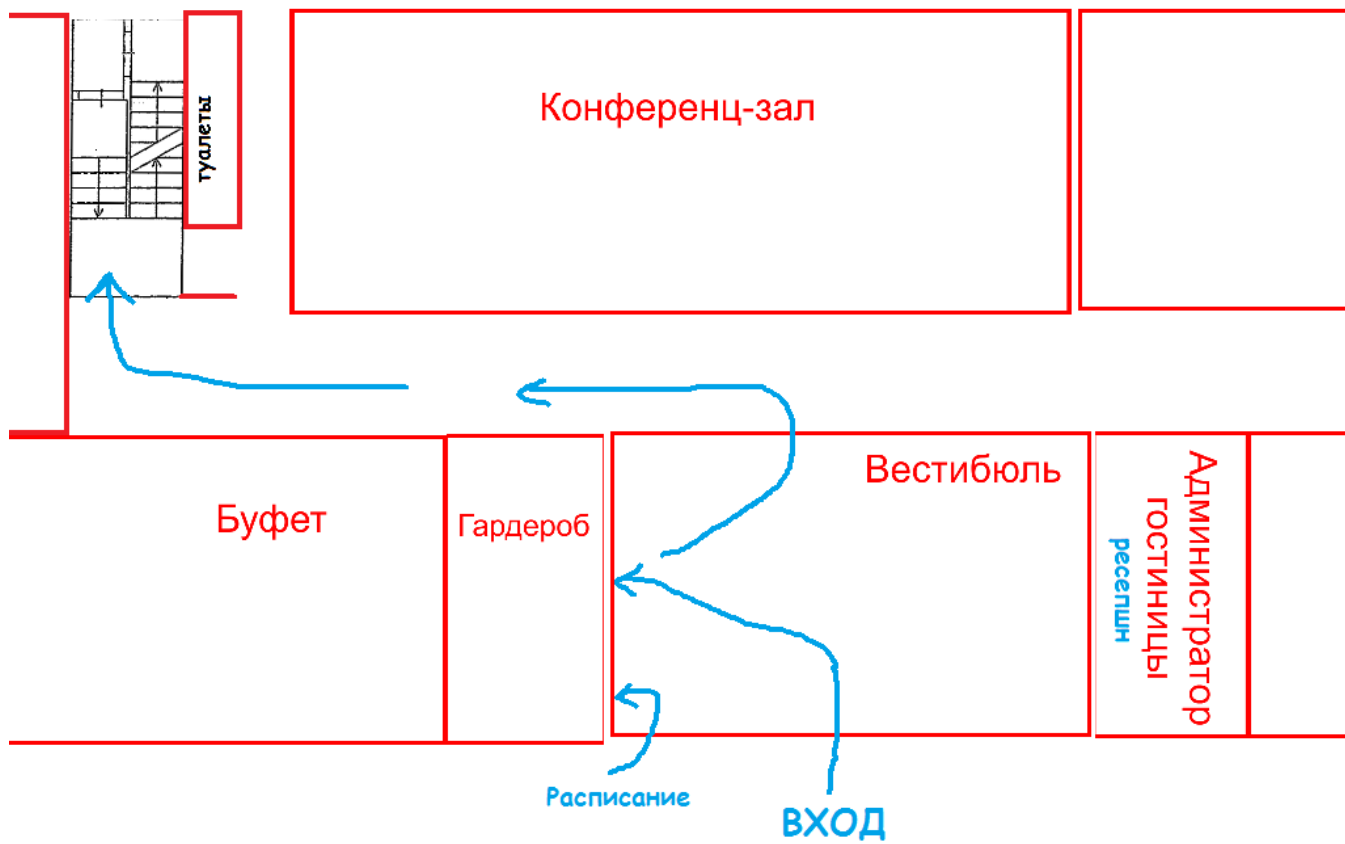 туалеты
Конференц-зал
Буфет
Гардероб
Вестибюль
Администратор
гостиницы
ресепшн
Расписание
ВХОД